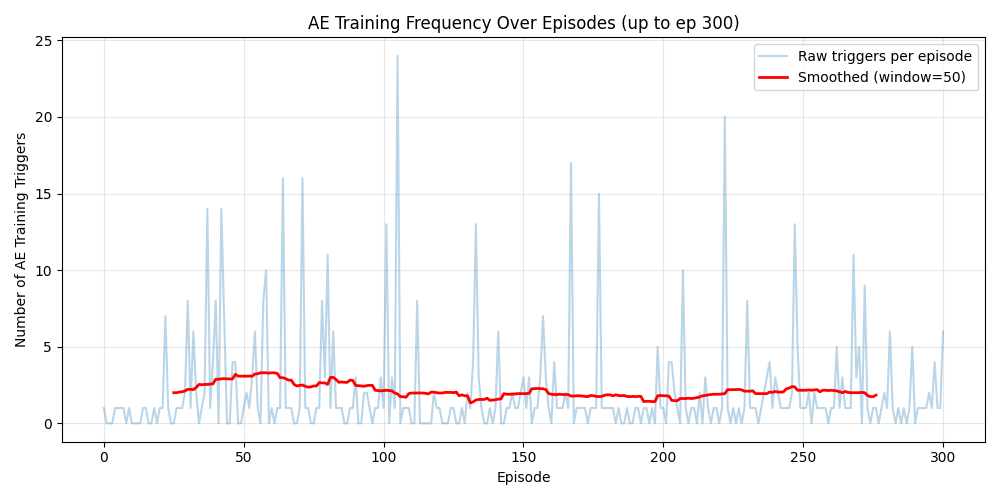 AE Training Frequency Over Episodes (up to ep 300)
Raw triggers per episode
Smoothed (window=50)
Number of AE Training Triggers
25
20
15
10
5
0
0 50 100 150 200 250 300
Episode